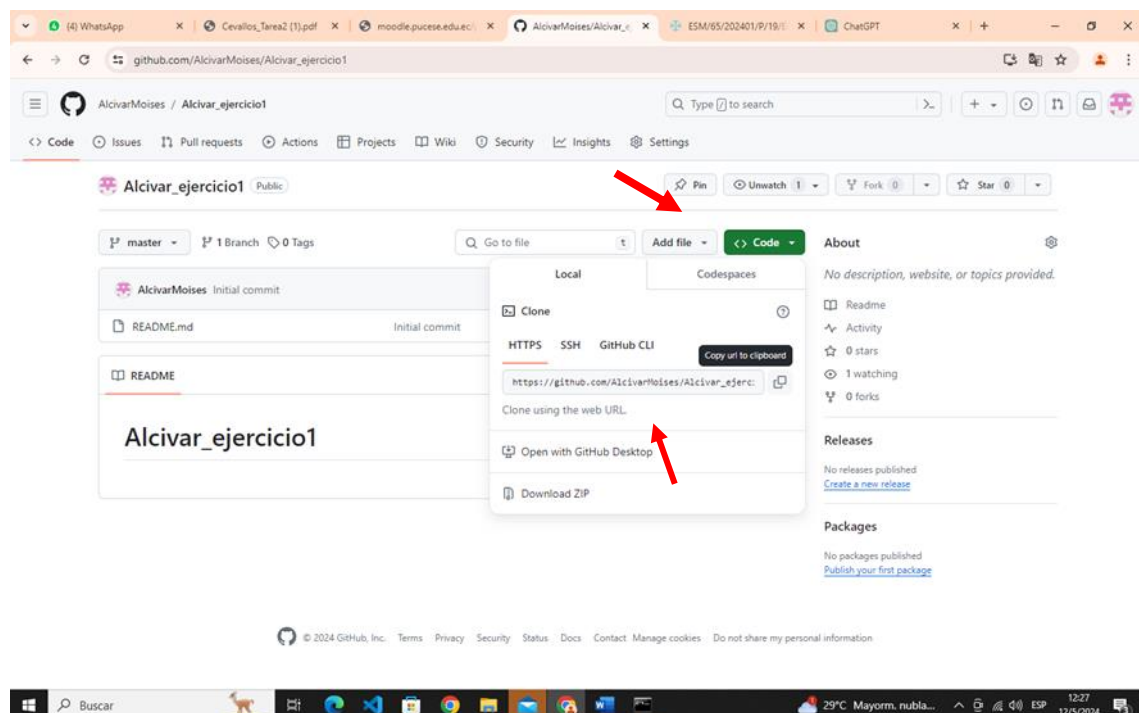 (4) WhatsApp
Cevallos_Tarea2 (1).pdf
moodle.pucese.edu.ec/
AlcivarMoises/Alcivar_e
ESM/65/202401/P/19/E
ChatGPT
github.com/AlcivarMoises/Alcivar_ejercicio1
AlcivarMoises / Alcivar_ejercicio1
Type / to search
Code Issues Pull requests Actions Projects Wiki Security Insights Settings
Alcivar_ejercicio1 Public
Pin Unwatch 1 Fork 0 Star 0
master 1 Branch 0 Tags
Go to file t
Add file
<> Code
Local Codespaces
Clone
HTTPS SSH GitHub CLI
Copy url to clipboard
https://github.com/AlcivarMoises/Alcivar_ejerc
Clone using the web URL.
Open with GitHub Desktop
Download ZIP
AlcivarMoises Initial commit
README.md Initial commit
README
Alcivar_ejercicio1
About
No description, website, or topics provided.
Readme
Activity
0 stars
1 watching
0 forks
Releases
No releases published
Create a new release
Packages
No packages published
Publish your first package
© 2024 GitHub, Inc. Terms Privacy Security Status Docs Contact Manage cookies Do not share my personal information
Buscar
29°C Mayorm. nubla...
ESP
12:27
12/5/2024